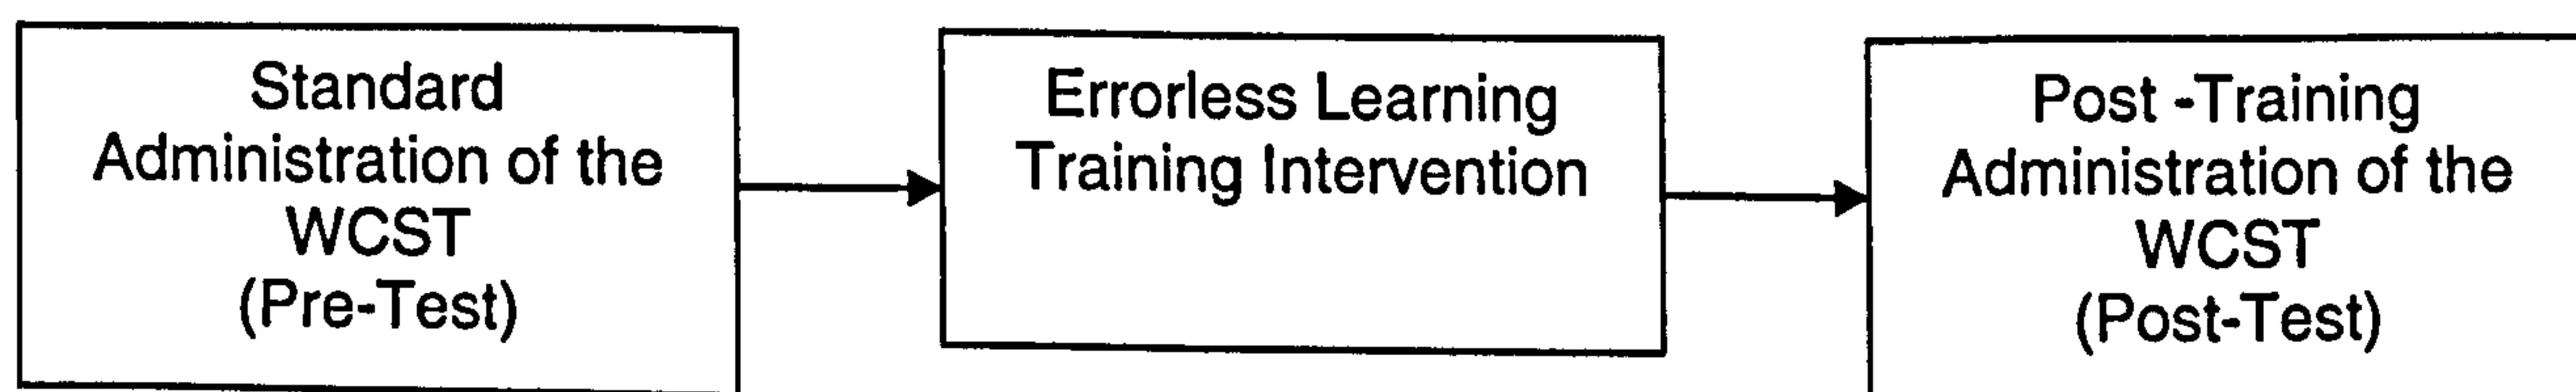 Standard
Administration of the
WCST
(Pre-Test)
Errorless Learning
Training Intervention
Post -Training
Administration of the
WCST
(Post-Test)